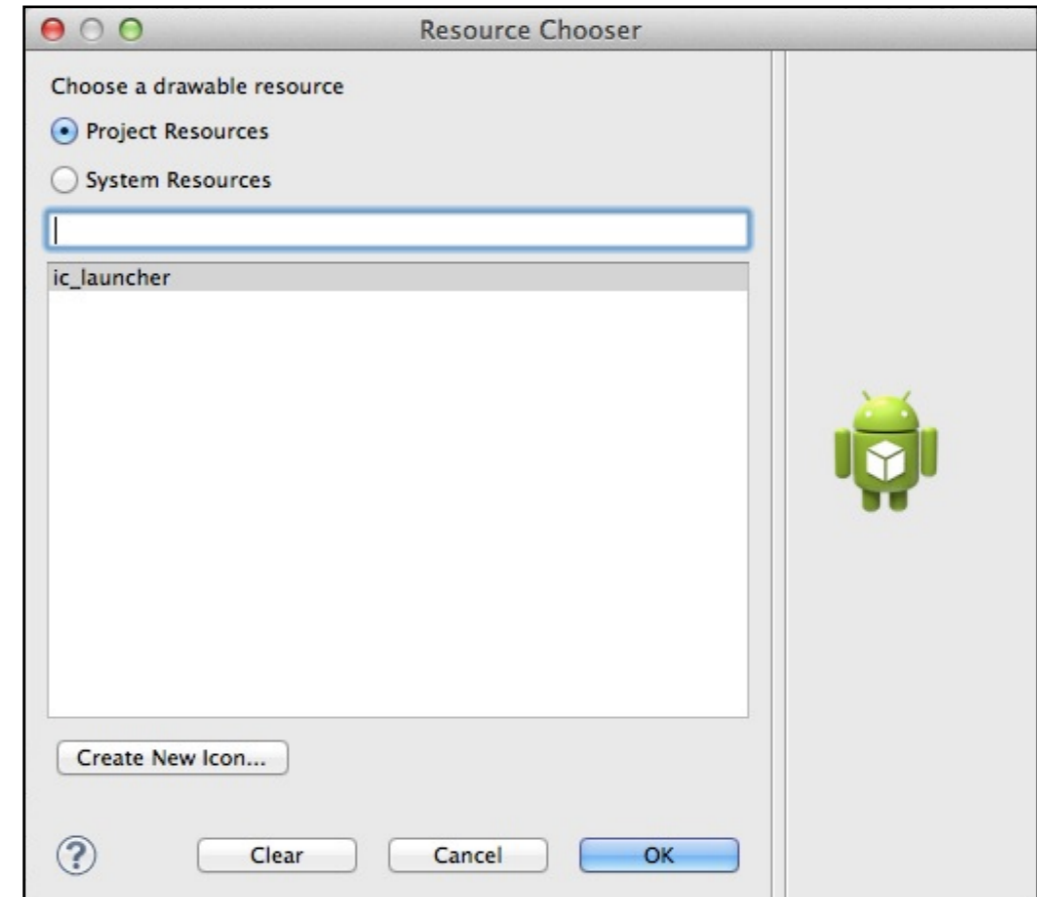 Resource Chooser
Choose a drawable resource
Project Resources
System Resources
ic_launcher
Create New Icon...
?
Clear
Cancel
OK